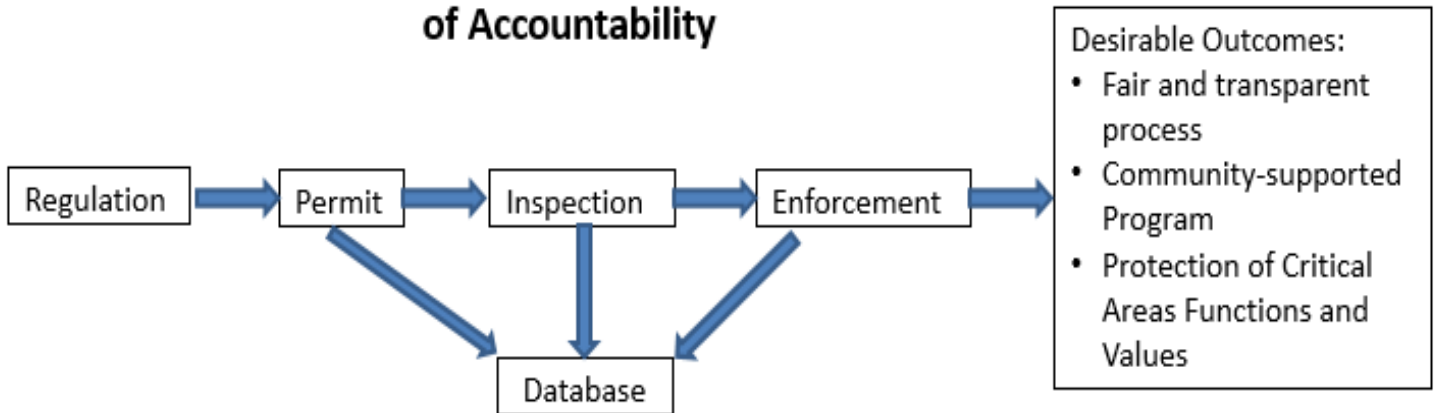 of Accountability
Regulation
Permit
Inspection
Enforcement
Database
Desirable Outcomes:
• Fair and transparent
process
• Community-supported
Program
• Protection of Critical
Areas Functions and
Values